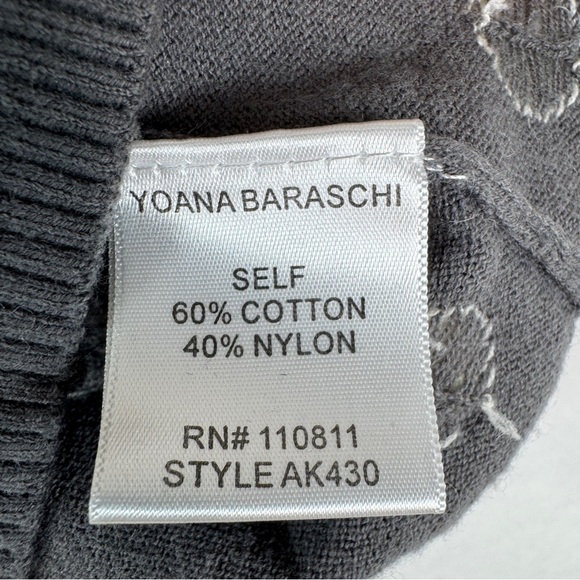 YOANA BARASCHI
SELF
60% COTTON
40% NYLON
RN# 110811
STYLE AK430